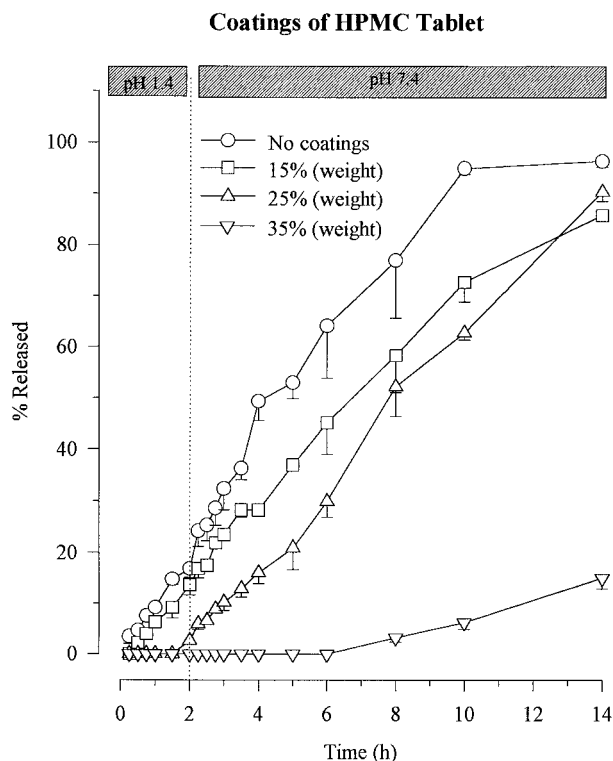 Coatings of HPMC Tablet
pH 1.4
pH 7.4
No coatings
15% (weight)
25% (weight)
35% (weight)
100
80
60
40
20
0
% Released
0 2 4 6 8 10 12 14
Time (h)